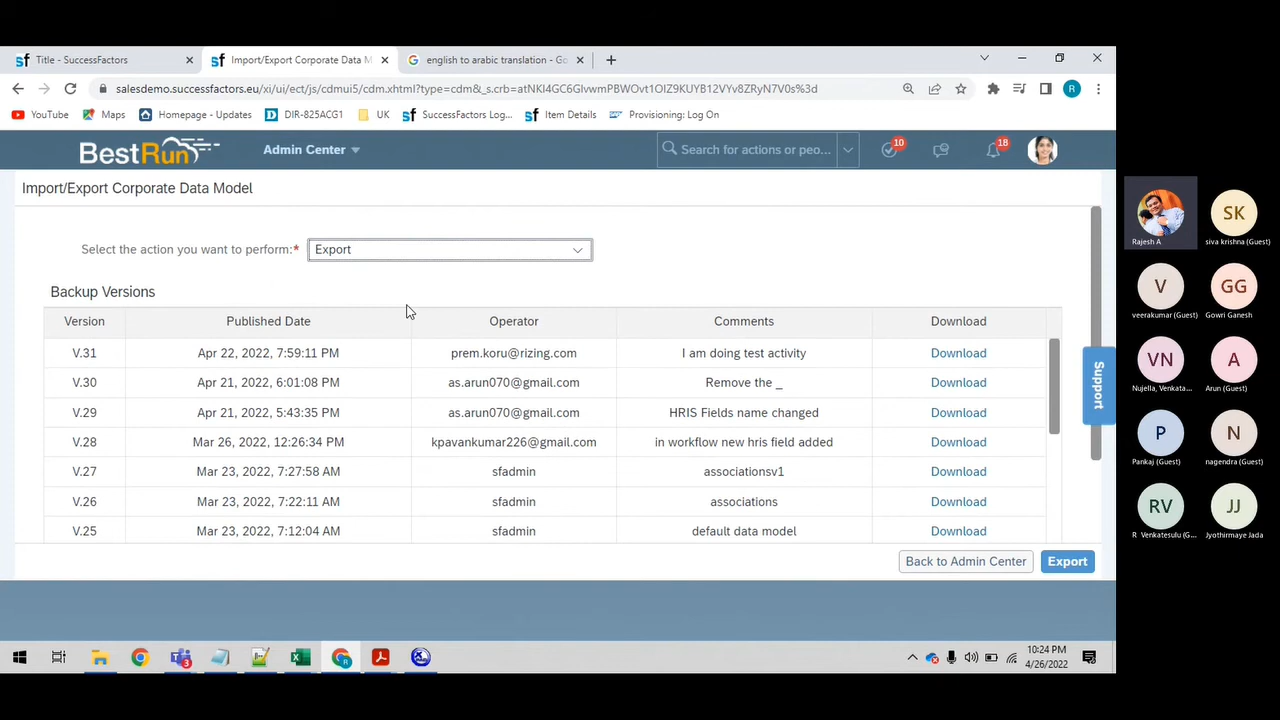 Title - SuccessFactors
Import/Export Corporate Data M
english to arabic translation - Go
salesdemo.successfactors.eu/xi/ui/ect/js/cdmui5/dm.xhtml?type=cdm&_s.crb=atNKI4GC6GlvwmPBWOvt1OIZ9KUYB12VYv8ZRyN7V0s%3d
R
YouTube
Maps
Homepage - Updates
DIR-825ACG1
UK
SuccessFactors Log...
Item Details
Provisioning: Log On
BestRun
Admin Center
Search for actions or peo...
10
18
Import/Export Corporate Data Model
Select the action you want to perform:*
Export
Backup Versions
Version Published Date Operator Comments Download
V.31 Apr 22, 2022, 7:59:11 PM prem.koru@rizing.com I am doing test activity Download
V.30 Apr 21, 2022, 6:01:08 PM as.arun070@gmail.com Remove the _ Download
V.29 Apr 21, 2022, 5:43:35 PM as.arun070@gmail.com HRIS Fields name changed Download
V.28 Mar 26, 2022, 12:26:34 PM kpavankumar226@gmail.com in workflow new hris field added Download
V.27 Mar 23, 2022, 7:27:58 AM sfadmin associationsv1 Download
V.26 Mar 23, 2022, 7:22:11 AM sfadmin associations Download
V.25 Mar 23, 2022, 7:12:04 AM sfadmin default data model Download
Support
Back to Admin Center
Export
10:24 PM
4/26/2022
3
Rajesh A
SK
siva krishna (Guest)
V
veerakumar (Guest)
GG
Gowri Ganesh
VN
Nujella, Venkata...
A
Arun (Guest)
P
Pankaj (Guest)
N
nagendra (Guest)
RV
R Venkatesulu (G...
JJ
Jyothirmaye Jada